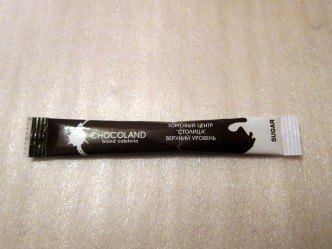 CHOCOLAND
brand cafeteria
ТОРГОВЫЙ ЦЕНТР
"СТОЛИЦА"
ВЕРХНИЙ УРОВЕНЬ
SUGAR